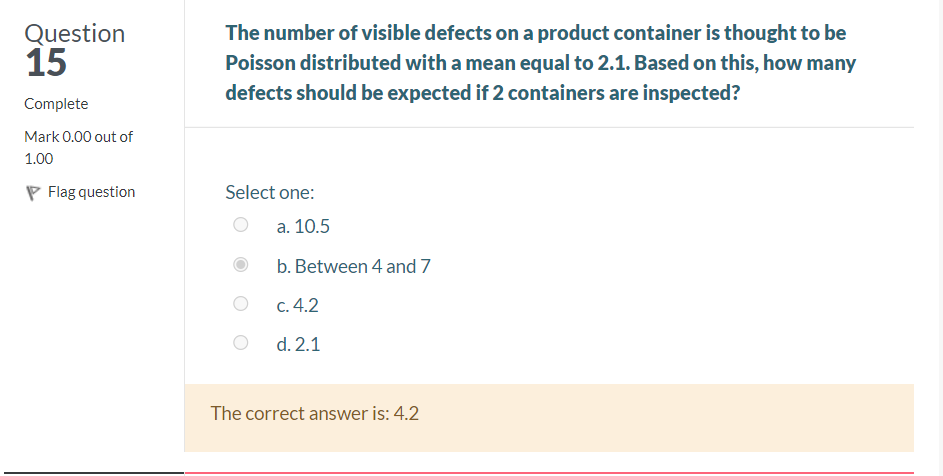 Question
15
Complete
Mark 0.00 out of
1.00
Flag question
The number of visible defects on a product container is thought to be
Poisson distributed with a mean equal to 2.1. Based on this, how many
defects should be expected if 2 containers are inspected?
Select one:
a. 10.5
b. Between 4 and 7
c. 4.2
d. 2.1
The correct answer is: 4.2